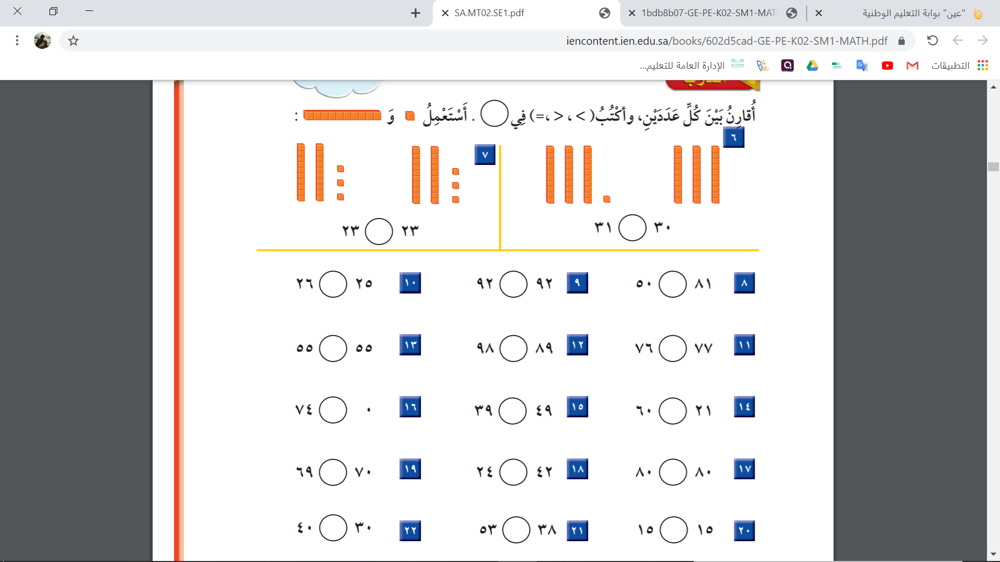 "عين" بوابة التعليم الوطنية
1bdb8b07-GE-PE-K02-SM1-MAT
SA.MT02.SE1.pdf
iencontent.ien.edu.sa/books/602d5cad-GE-PE-K02-SM1-MATH.pdf
التطبيقات
الإدارة العامة للتعليم...
أُقارِنُ بَيْنَ كُلِّ عَدَدَيْنِ، وأكْتُبُ( > ، < ،=) فِي . أَسْتَعْمِلُ وَ :
٦
٧
٣٠ ٣١
٢٣ ٢٣
٨ ٨١ ٥٠
٩ ٩٢ ٩٢
١٠ ٢٥ ٢٦
١١ ٧٧ ٧٦
١٢ ٨٩ ٩٨
١٣ ٥٥ ٥٥
١٤ ٢١ ٦٠
١٥ ٤٩ ٣٩
١٦ ٠ ٧٤
١٧ ٨٠ ٨٠
١٨ ٤٢ ٢٤
١٩ ٧٠ ٦٩
٢٠ ١٥ ١٥
٢١ ٣٨ ٥٣
٢٢ ٣٠ ٤٠